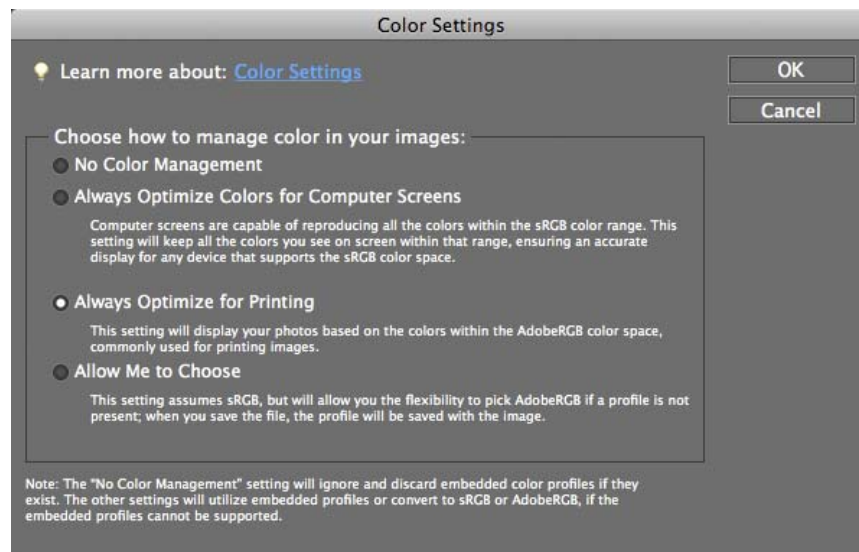 Color Settings
Learn more about: Color Settings
OK
Cancel
Choose how to manage color in your images:
No Color Management
Always Optimize Colors for Computer Screens
Computer screens are capable of reproducing all the colors within the sRGB color range. This
setting will keep all the colors you see on screen within that range, ensuring an accurate
display for any device that supports the sRGB color space.
Always Optimize for Printing
This setting will display your photos based on the colors within the AdobeRGB color space,
commonly used for printing images.
Allow Me to Choose
This setting assumes sRGB, but will allow you the flexibility to pick AdobeRGB if a profile is not
present; when you save the file, the profile will be saved with the image.
Note: The "No Color Management" setting will ignore and discard embedded color profiles if they
exist. The other settings will utilize embedded profiles or convert to sRGB or AdobeRGB, if the
embedded profiles cannot be supported.